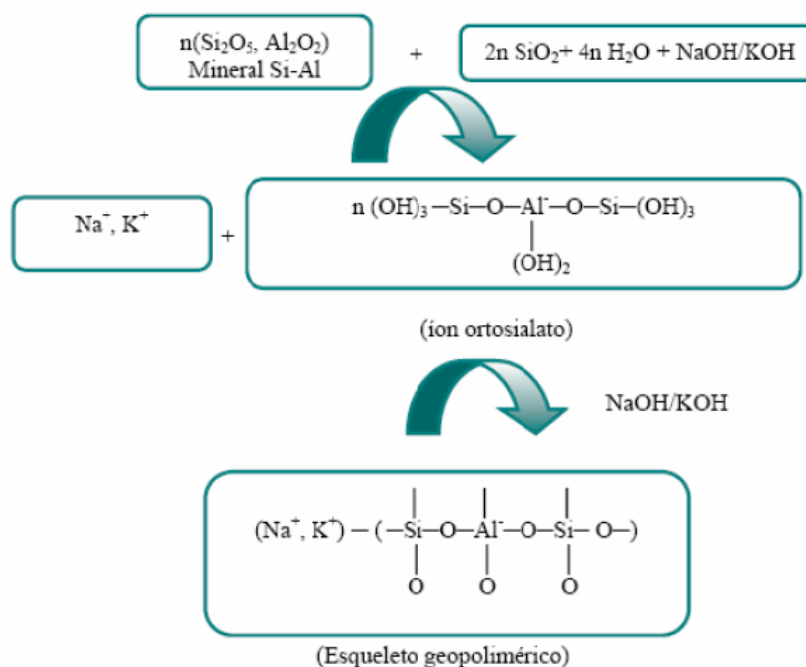 n(Si₂O₅, Al₂O₂) + 2n SiO₂+ 4n H₂O + NaOH/KOH
Mineral Si-Al
Na⁺, K⁺ + n (OH)₃–Si–O–Al⁻–O–Si–(OH)₃
(OH)₂
(íon ortosialato)
NaOH/KOH
(Na⁺, K⁺) – ( –Si–O–Al⁻–O–Si– O–)
O O O
(Esqueleto geopolimérico)